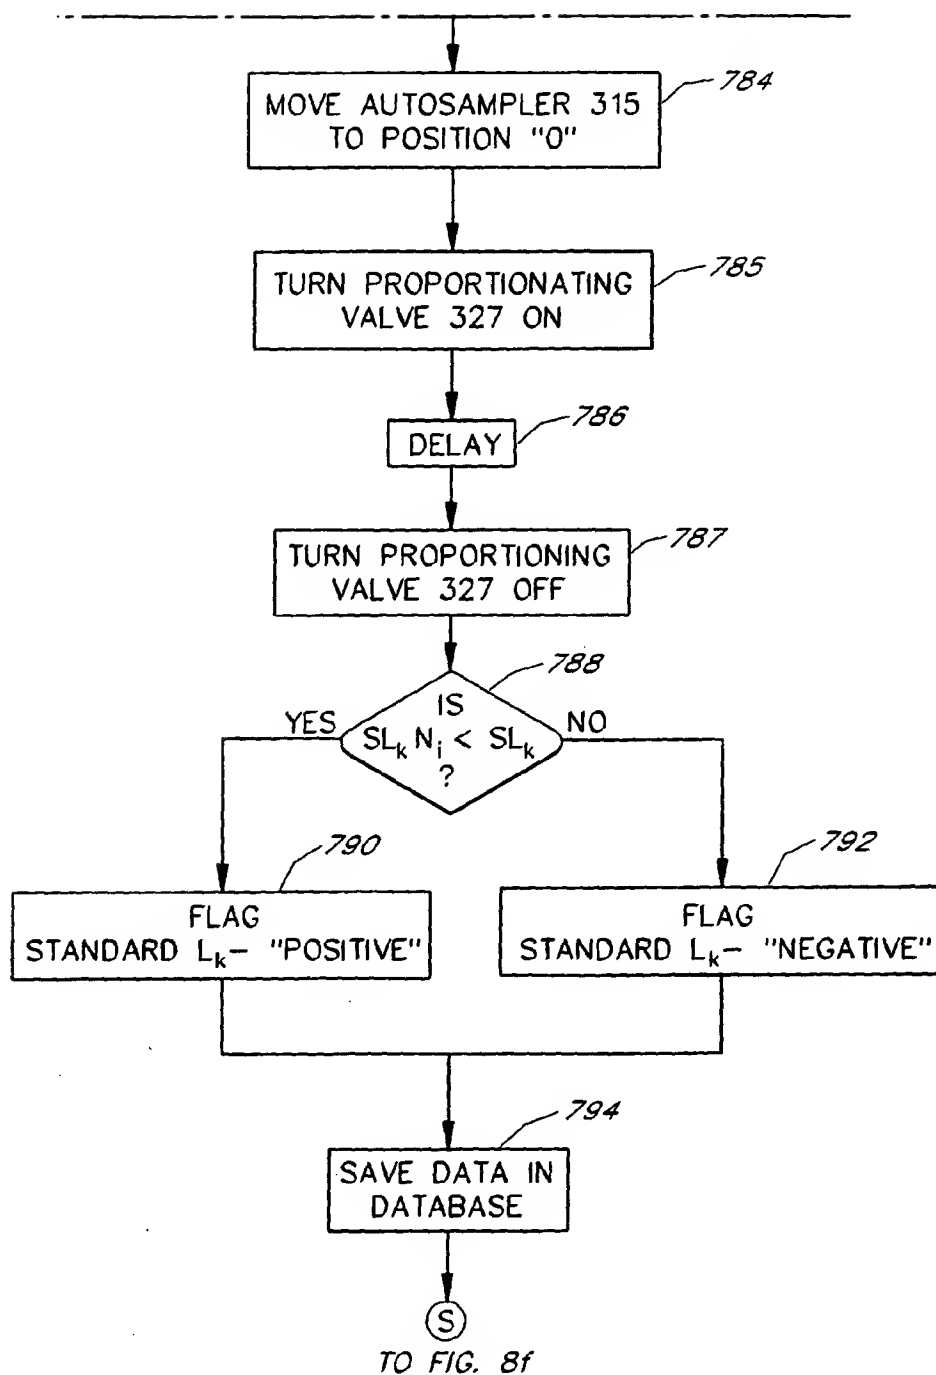 784
MOVE AUTOSAMPLER 315
TO POSITION "0"
785
TURN PROPORTIONATING
VALVE 327 ON
786
DELAY
787
TURN PROPORTIONING
VALVE 327 OFF
788
IS
YES SLk Ni < SLk NO
?
790
FLAG
STANDARD Lk– "POSITIVE"
792
FLAG
STANDARD Lk– "NEGATIVE"
794
SAVE DATA IN
DATABASE
S
TO FIG. 8f